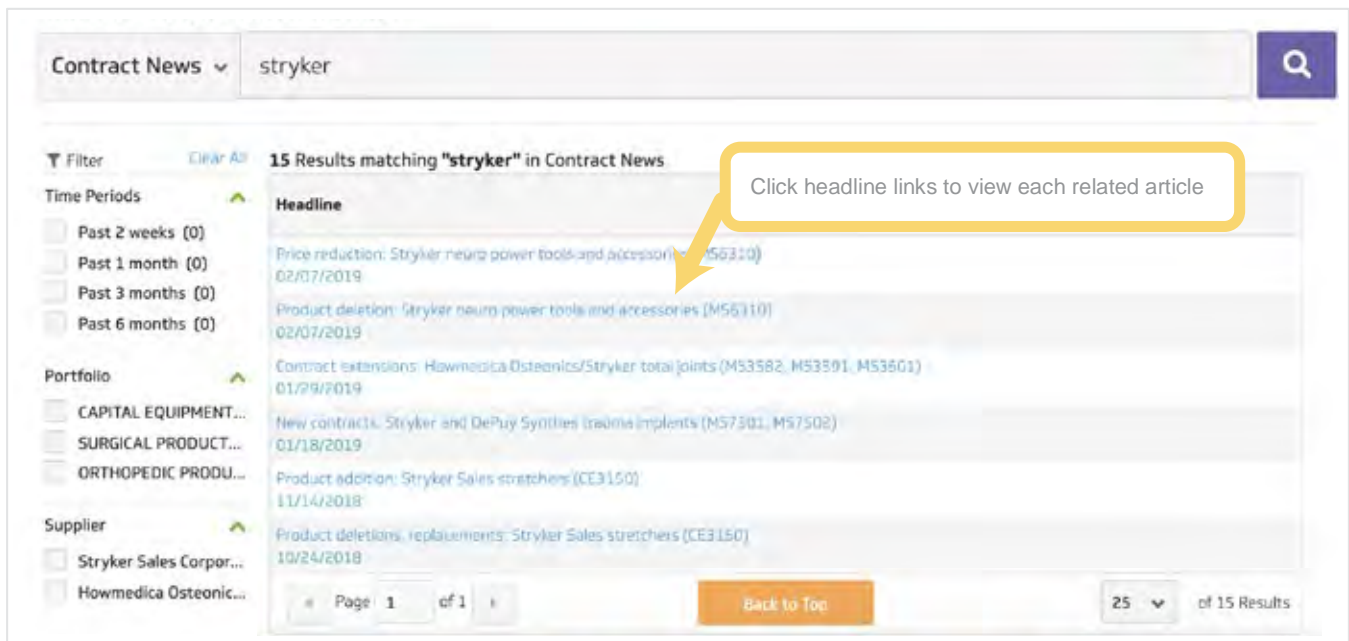 Contract News stryker
Filter Clear All
15 Results matching "stryker" in Contract News
Click headline links to view each related article
Time Periods
Past 2 weeks (0)
Past 1 month (0)
Past 3 months (0)
Past 6 months (0)
Portfolio
CAPITAL EQUIPMENT...
SURGICAL PRODUCT...
ORTHOPEDIC PRODU...
Supplier
Stryker Sales Corpor...
Howmedica Osteonic...
Headline
Price reduction: Stryker neuro power tools and accessories
02/07/2019
Product deletion: Stryker neuro power tools and accessories (MS6310)
02/07/2019
Contract extensions: Howmedica Osteonics/Stryker total joints (MS3582, MS3591, MS3601)
01/29/2019
New contracts: Stryker and DePuy Synthes trauma implants (MS7501, MS7502)
01/18/2019
Product addition: Stryker Sales stretchers (CE3150)
11/14/2018
Product deletions, replacements: Stryker Sales stretchers (CE3150)
10/24/2018
Page 1 of 1
Back to Top
25 of 15 Results